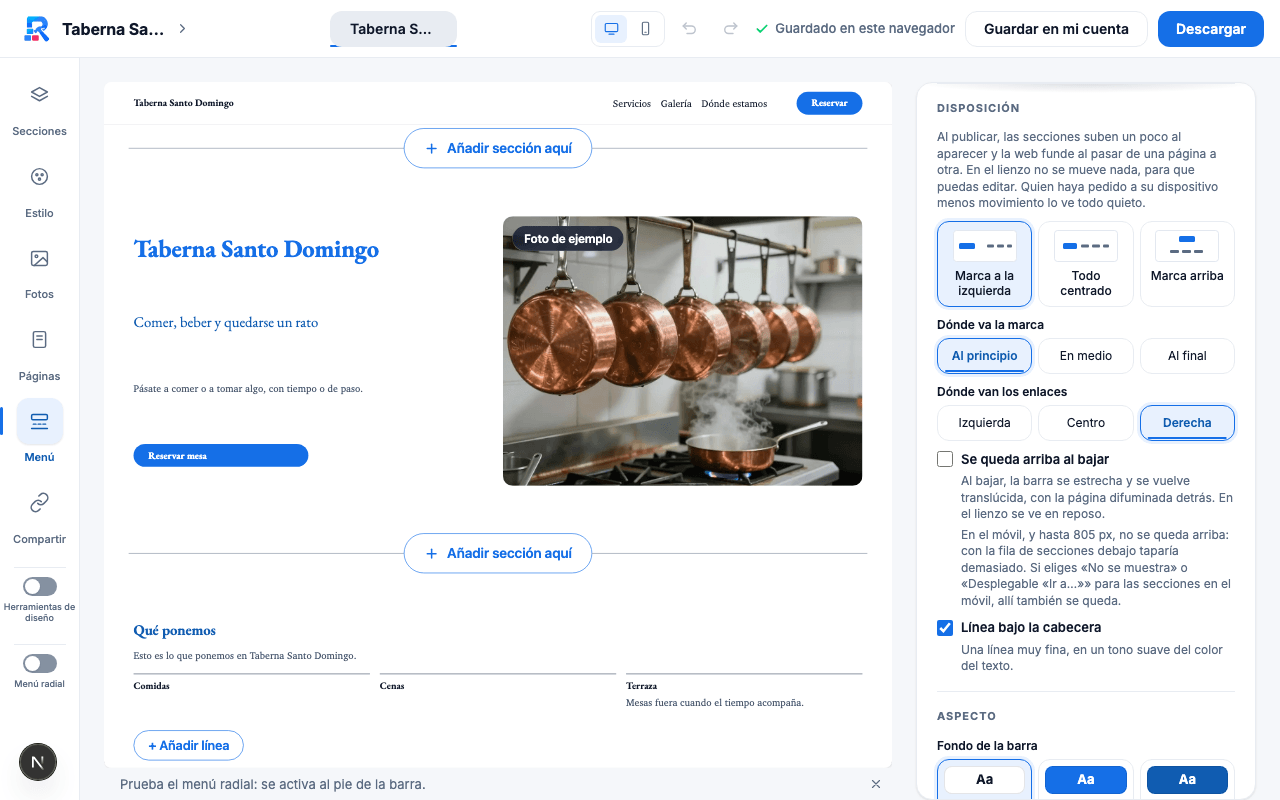 Taberna Sa...
Taberna S...
Guardado en este navegador
Guardar en mi cuenta
Descargar
Secciones
Estilo
Fotos
Páginas
Menú
Compartir
Herramientas de
diseño
Menú radial
N
Taberna Santo Domingo
Servicios
Galería
Dónde estamos
Reservar
+ Añadir sección aquí
Taberna Santo Domingo
Comer, beber y quedarse un rato
Pásate a comer o a tomar algo, con tiempo o de paso.
Reservar mesa
Foto de ejemplo
+ Añadir sección aquí
Qué ponemos
Esto es lo que ponemos en Taberna Santo Domingo.
Comidas
Cenas
Terraza
Mesas fuera cuando el tiempo acompaña.
+ Añadir línea
Prueba el menú radial: se activa al pie de la barra.
DISPOSICIÓN
Al publicar, las secciones suben un poco al
aparecer y la web funde al pasar de una página a
otra. En el lienzo no se mueve nada, para que
puedas editar. Quien haya pedido a su dispositivo
menos movimiento lo ve todo quieto.
Marca a la
izquierda
Todo
centrado
Marca arriba
Dónde va la marca
Al principio
En medio
Al final
Dónde van los enlaces
Izquierda
Centro
Derecha
Se queda arriba al bajar
Al bajar, la barra se estrecha y se vuelve
translúcida, con la página difuminada detrás. En
el lienzo se ve en reposo.
En el móvil, y hasta 805 px, no se queda arriba:
con la fila de secciones debajo taparía
demasiado. Si eliges «No se muestra» o
«Desplegable «Ir a...»» para las secciones en el
móvil, allí también se queda.
Línea bajo la cabecera
Una línea muy fina, en un tono suave del color
del texto.
ASPECTO
Fondo de la barra
Aa
Aa
Aa